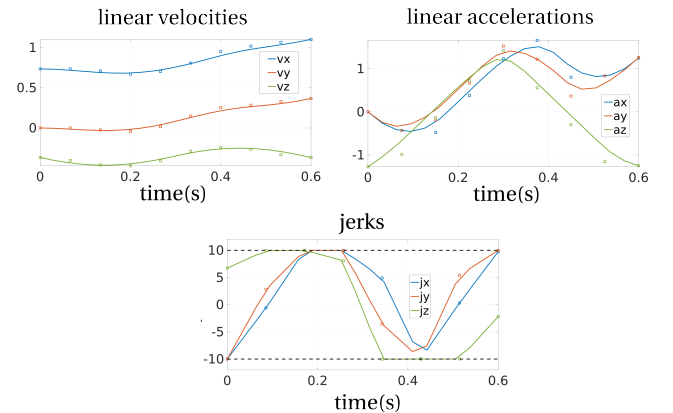 linear velocities
1
0.5
0
vx
vy
vz
0 0.2 0.4 0.6
time(s)
linear accelerations
1
0
-1
ax
ay
az
0 0.2 0.4 0.6
time(s)
jerks
10
5
0
-5
-10
jx
jy
jz
0 0.2 0.4 0.6
time(s)